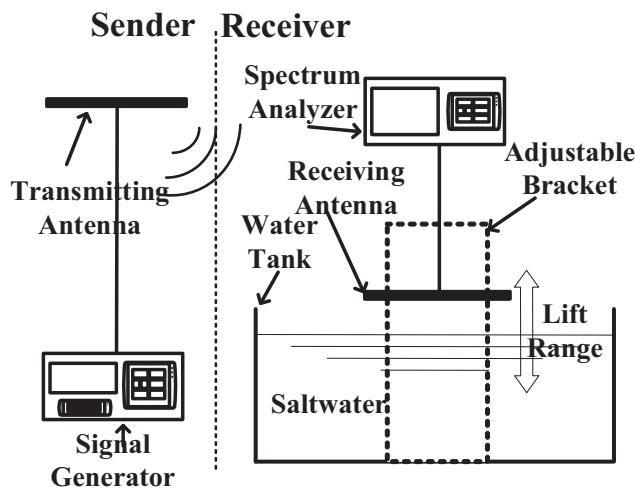 Sender
Receiver
Spectrum
Analyzer
Adjustable
Bracket
Transmitting
Antenna
Receiving
Antenna
Water
Tank
Lift
Range
Saltwater
Signal
Generator